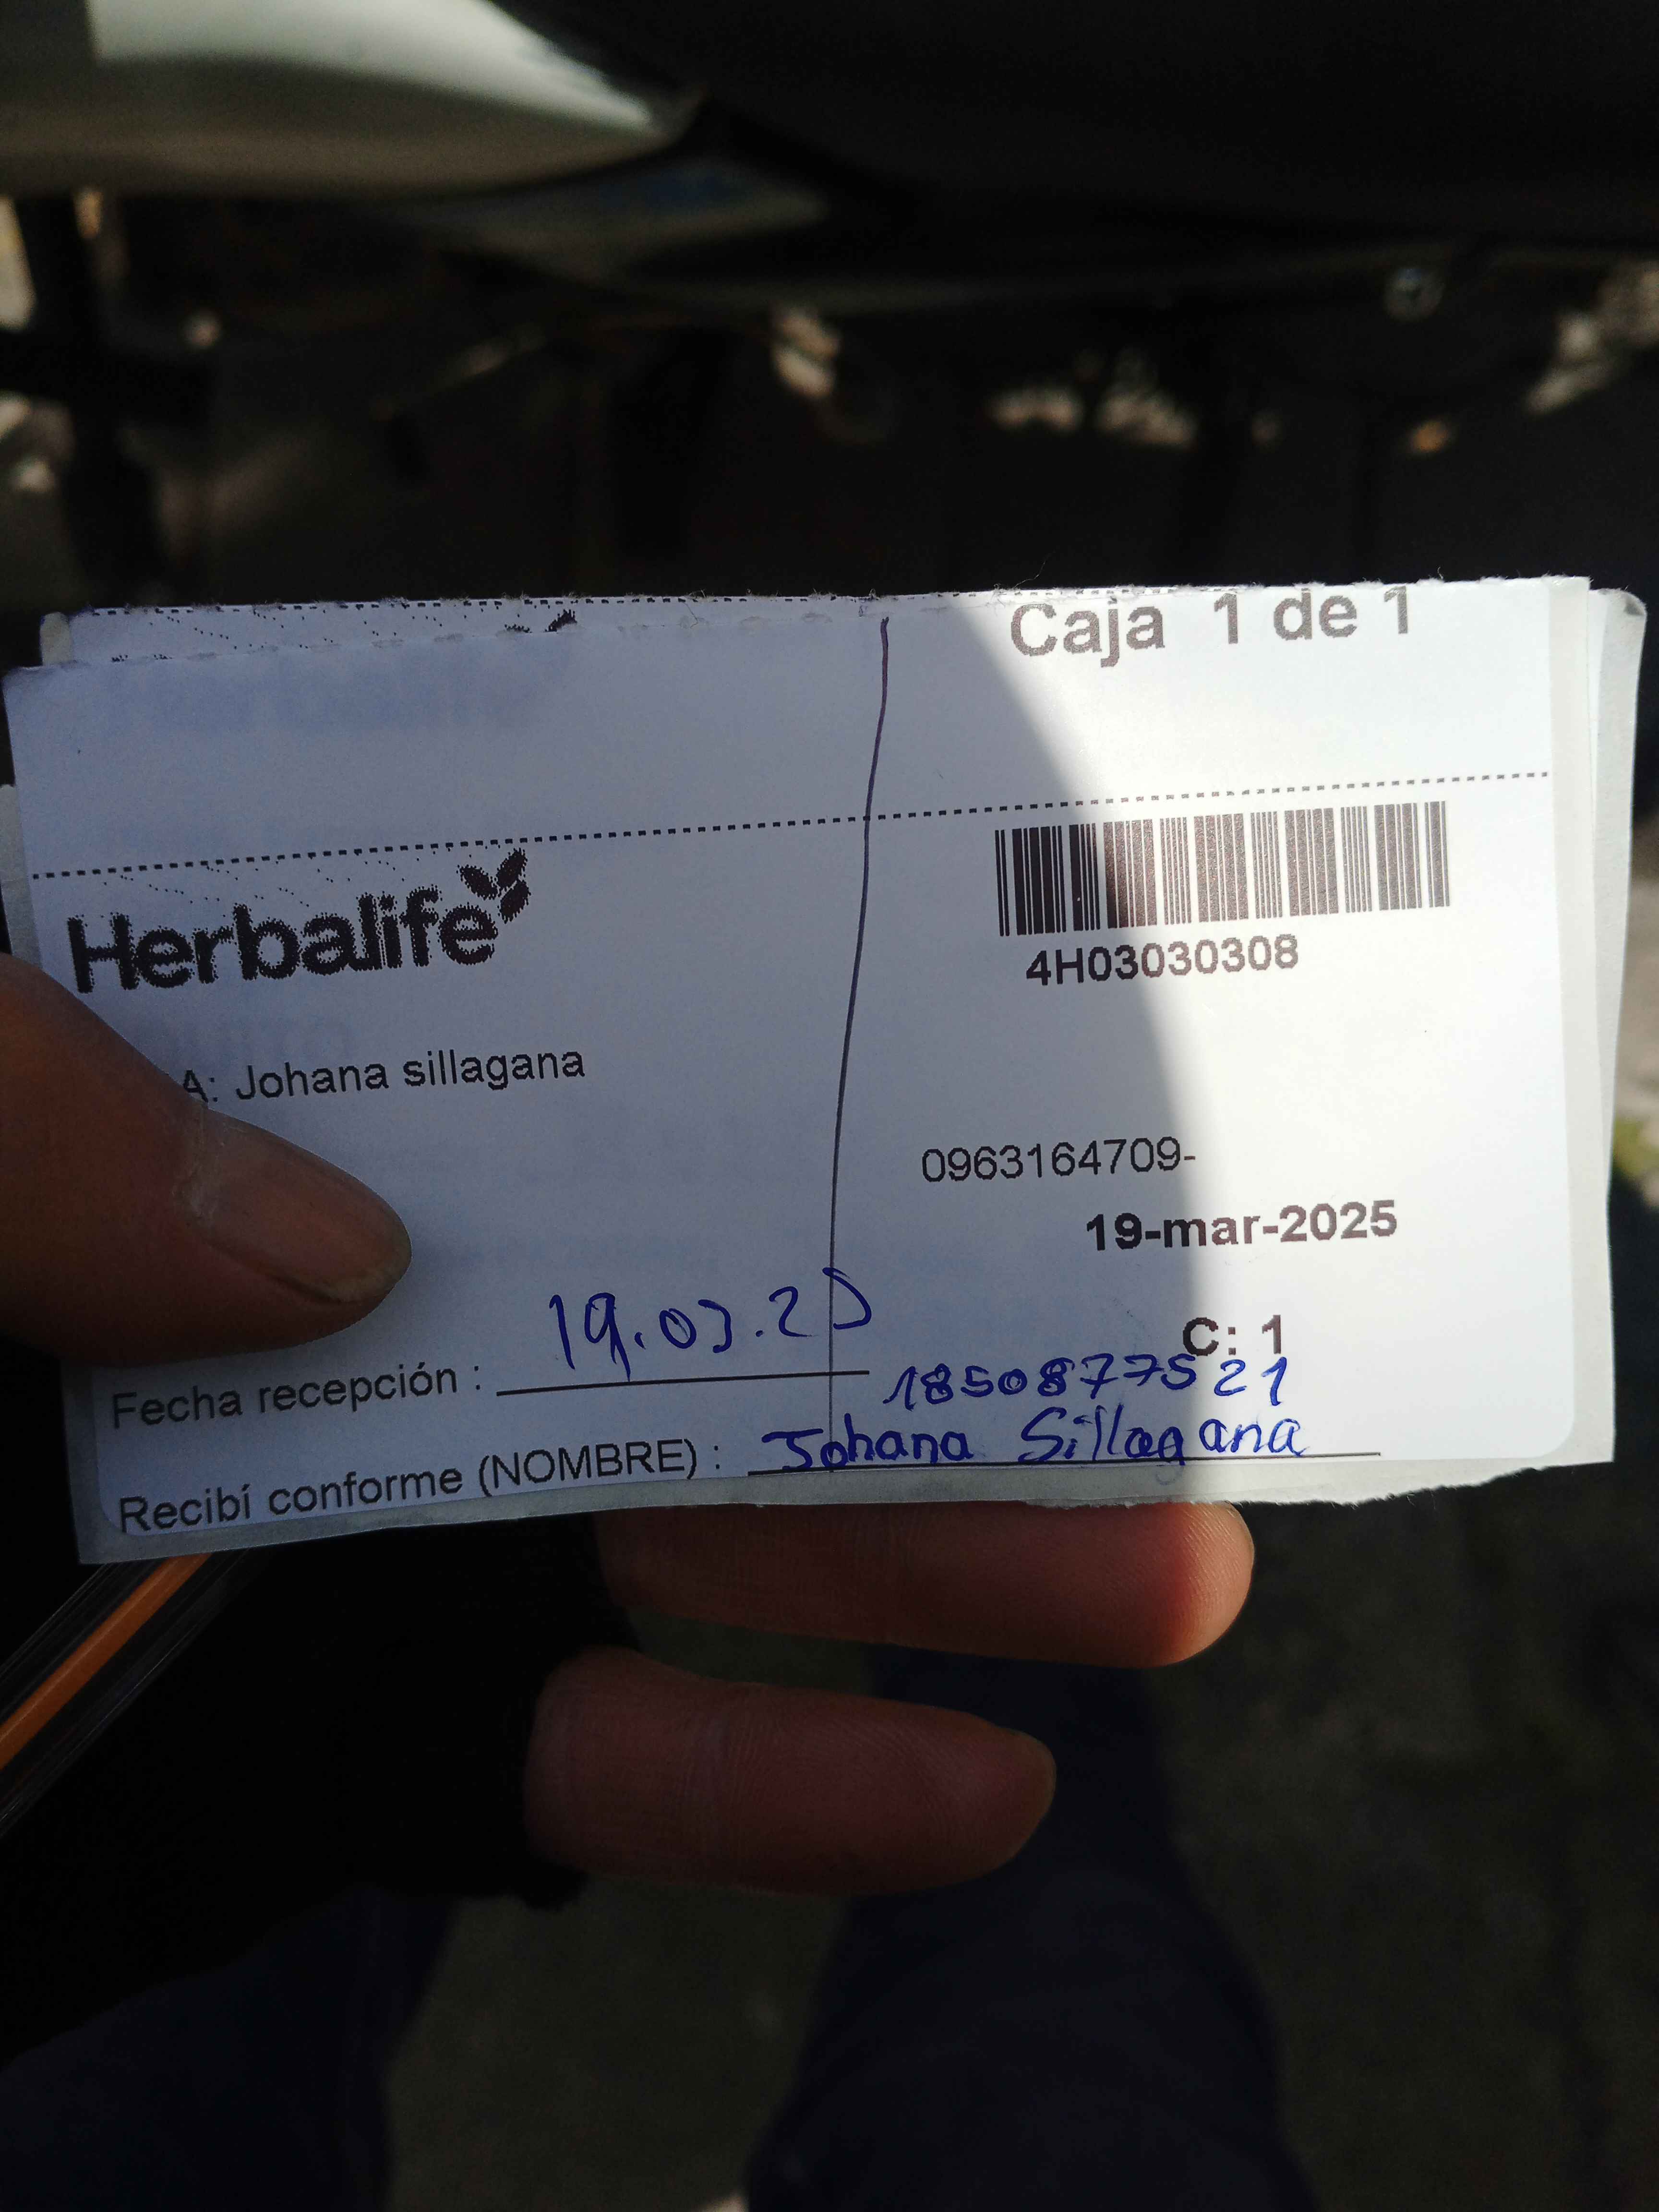 Caja 1 de 1
Herbalife
4H03030308
A: Johana sillagana
0963164709-
19-mar-2025
C: 1
Fecha recepción : 19.03.25
1850877521
Recibí conforme (NOMBRE) : Johana Sillagana